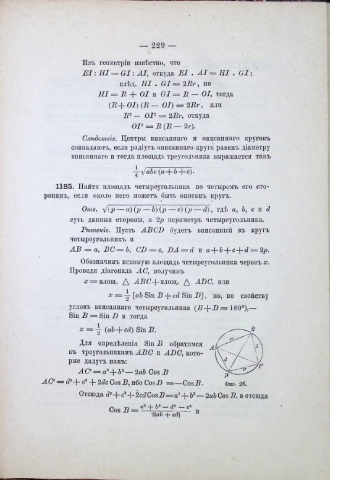 — 229 —
Изъ геометріи извѣстно, что
EI : HI = GI : AI, откуда EI . AI = HI . GI;
слѣд. HI . GI = 2Rr, но
HI = R + OI и GI = R — OI, тогда
(R + OI) (R — OI) = 2Rr, или
R² — OI² = 2Rr, откуда
OI² = R (R — 2r).
Слѣдствіе. Центры вписаннаго и описаннаго круговъ
совпадаютъ, если радіусъ описаннаго круга равенъ діаметру
вписаннаго и тогда площадь треугольника выражается такъ
1/4 √abc (a + b + c).
1185. Найти площадь четыреугольника по четыремъ его сто-
ронамъ, если около него можетъ быть описанъ кругъ.
Отв. √(p — a) (p — b) (p — c) (p — d), гдѣ a, b, c и d
суть данныя стороны, а 2p периметръ четыреугольника.
Рѣшеніе. Пусть ABCD будетъ вписанный въ кругъ
четыреугольникъ и
AB = a, BC = b, CD = c, DA = d и a + b + c + d = 2p.
Обозначимъ искомую площадь четыреугольника черезъ x.
Проведя діагональ AC, получимъ
x = площ. △ ABC + площ. △ ADC, или
x = 1/2 [ab Sin B + cd Sin D], но, по свойству
угловъ вписаннаго четыреугольника (B + D = 180°),—
Sin B = Sin D и тогда
x = 1/2 (ab + cd) Sin B.
Для опредѣленія Sin B обратимся
къ треугольникамъ ABC и ADC, кото-
рые дадутъ намъ:
AC² = a² + b² — 2ab Cos B
AC² = d² + c² + 2dc Cos B, ибо Cos D = — Cos B.
Фиг. 26.
Отсюда d² + c² + 2cd Cos B = a² + b² — 2ab Cos B, а отсюда
Cos B = a² + b² — d² — c² / 2(ab + cd) и